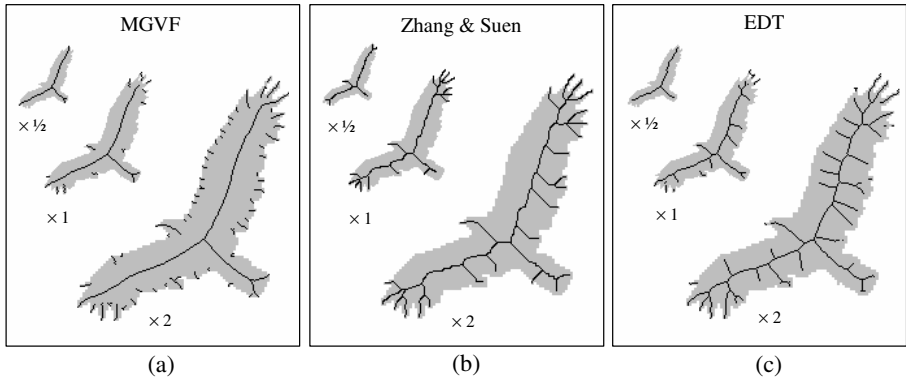 MGVF
× ½
× 1
× 2
(a)
Zhang & Suen
× ½
× 1
× 2
(b)
EDT
× ½
× 1
× 2
(c)